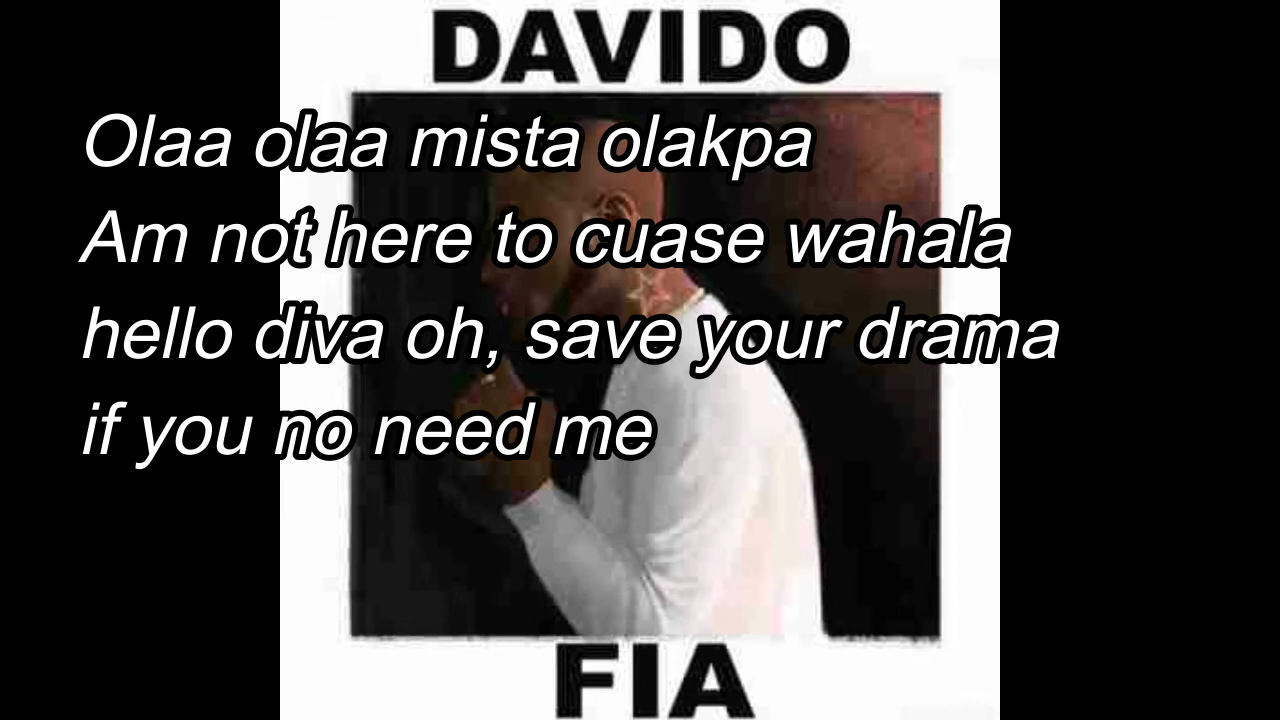 DAVIDO
Olaa olaa mista olakpa
Am not here to cuase wahala
hello diva oh, save your drama
if you no need me
FIA